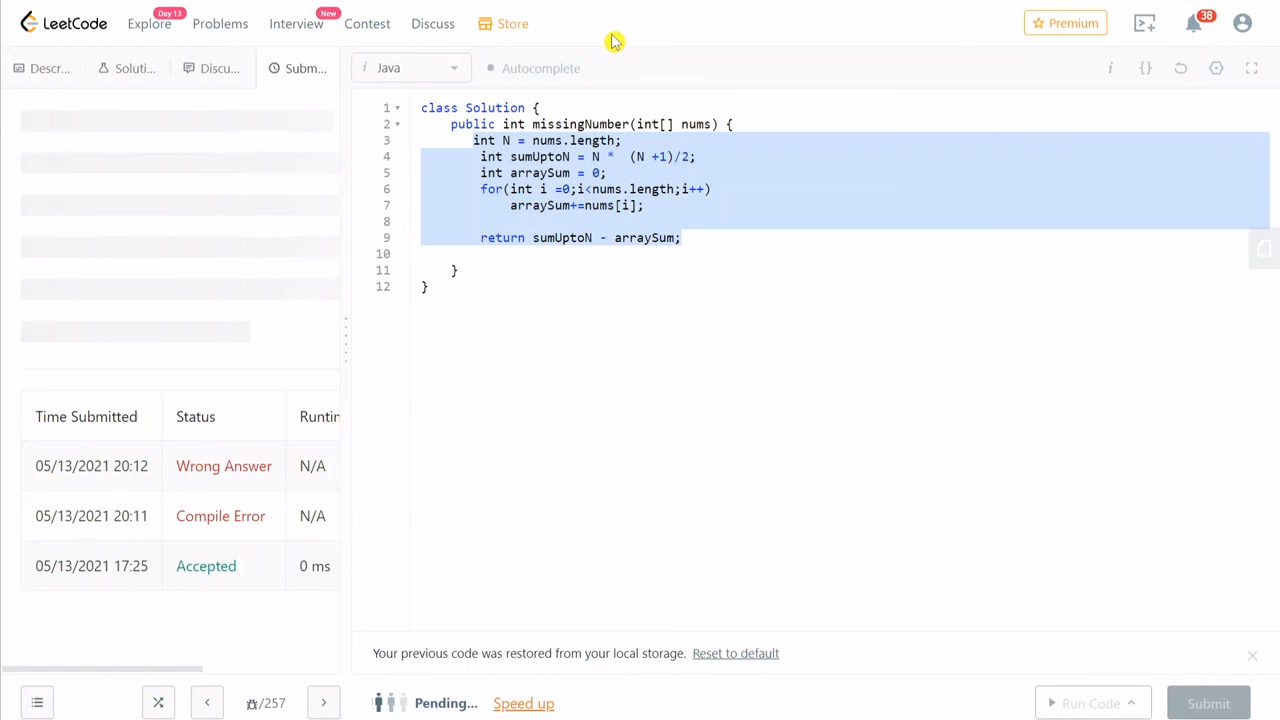 LeetCode
Explore
Day 13
Problems
Interview
New
Contest
Discuss
Store
Premium
38
Descr...
Soluti...
Discu...
Subm...
i Java
Autocomplete
i {}
1 class Solution {
2 public int missingNumber(int[] nums) {
3 int N = nums.length;
4 int sumUptoN = N * (N +1)/2;
5 int arraySum = 0;
6 for(int i =0;i<nums.length;i++)
7 arraySum+=nums[i];
8
9 return sumUptoN - arraySum;
10
11 }
12 }
Time Submitted Status Runtin
05/13/2021 20:12 Wrong Answer N/A
05/13/2021 20:11 Compile Error N/A
05/13/2021 17:25 Accepted 0 ms
Your previous code was restored from your local storage. Reset to default
/257
Pending... Speed up
Run Code
Submit